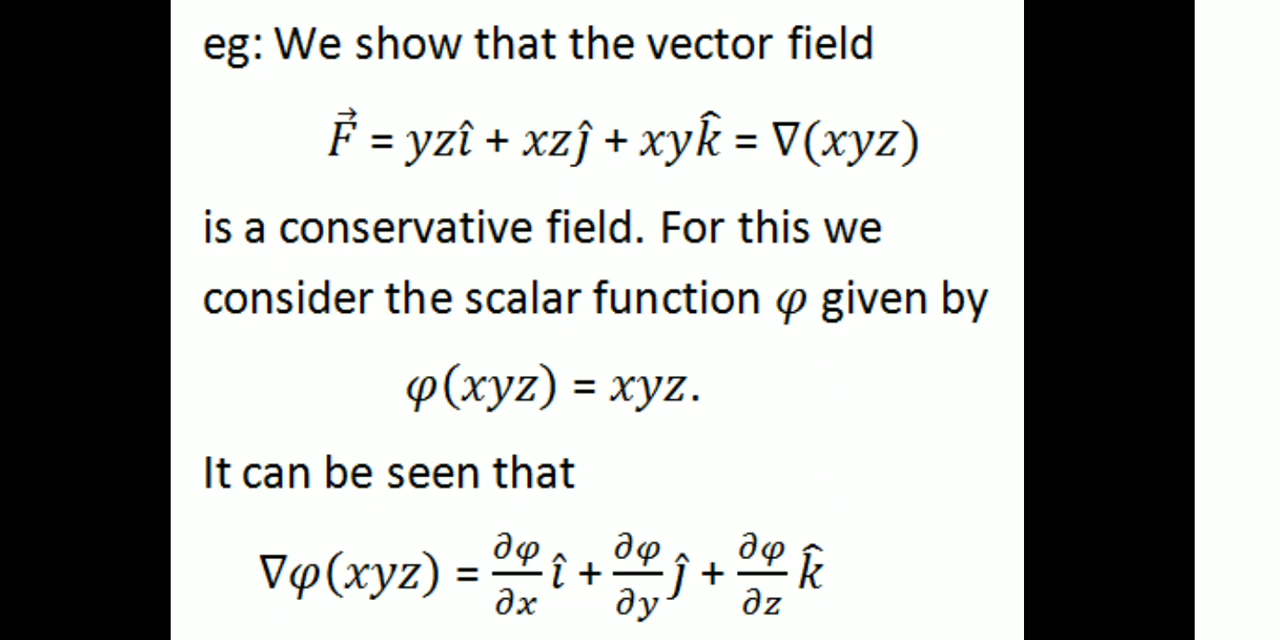 eg: We show that the vector field
F⃗ = yzî + xzĵ + xyk̂ = ∇(xyz)
is a conservative field. For this we
consider the scalar function φ given by
φ(xyz) = xyz.
It can be seen that
∇φ(xyz) = ∂φ/∂x î + ∂φ/∂y ĵ + ∂φ/∂z k̂